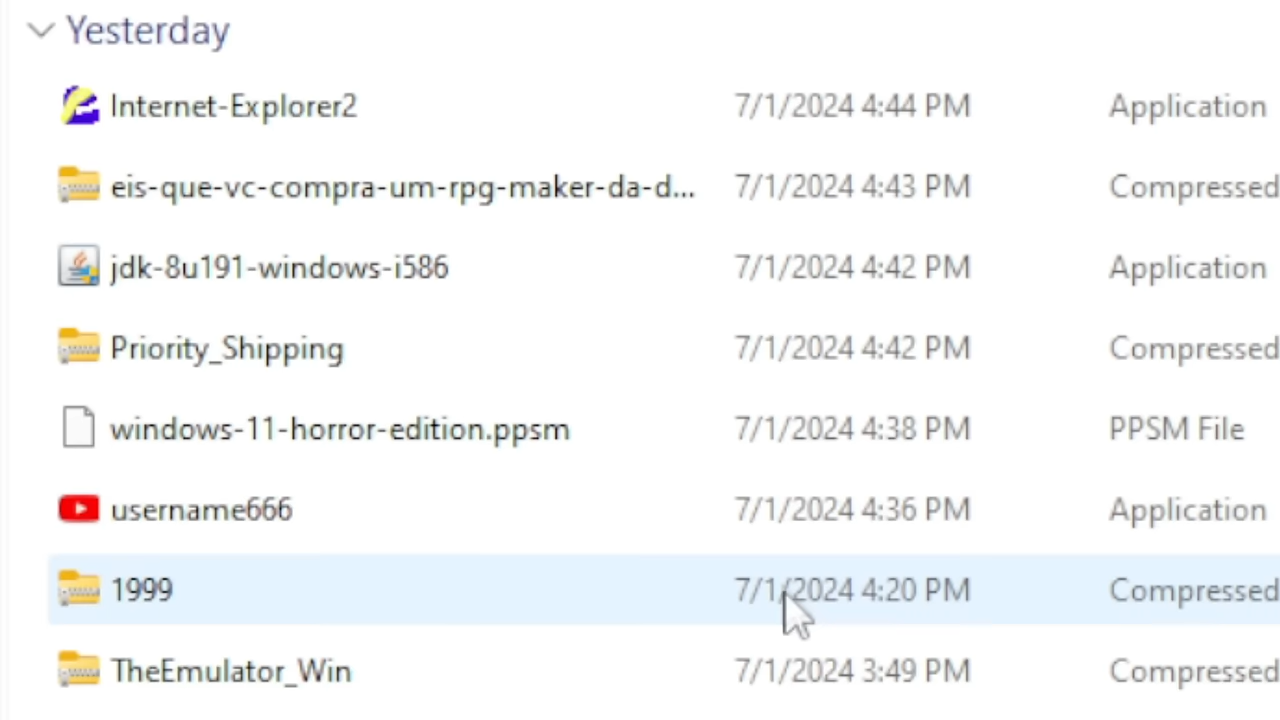 Yesterday
Internet-Explorer2 7/1/2024 4:44 PM Application
eis-que-vc-compra-um-rpg-maker-da-d... 7/1/2024 4:43 PM Compressed
jdk-8u191-windows-i586 7/1/2024 4:42 PM Application
Priority_Shipping 7/1/2024 4:42 PM Compressed
windows-11-horror-edition.ppsm 7/1/2024 4:38 PM PPSM File
username666 7/1/2024 4:36 PM Application
1999 7/1/2024 4:20 PM Compressed
TheEmulator_Win 7/1/2024 3:49 PM Compressed